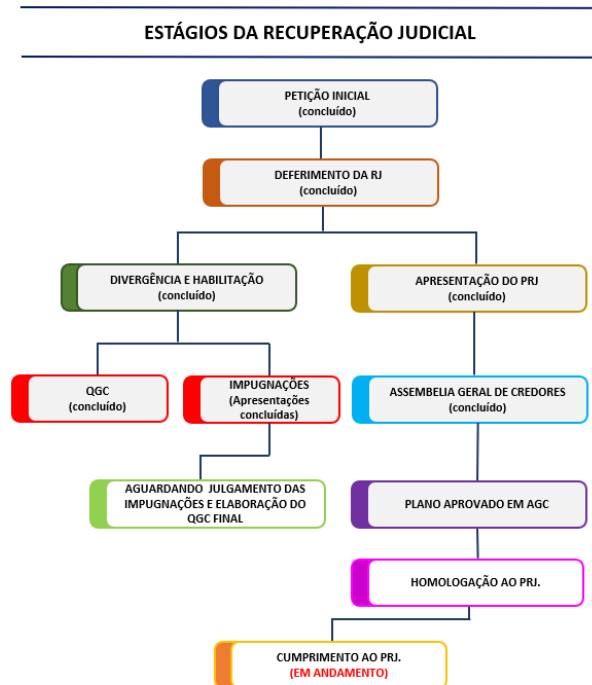 ESTÁGIOS DA RECUPERAÇÃO JUDICIAL
PETIÇÃO INICIAL
(concluído)
DEFERIMENTO DA RJ
(concluído)
DIVERGÊNCIA E HABILITAÇÃO
(concluído)
APRESENTAÇÃO DO PRJ
(concluído)
QGC
(concluído)
IMPUGNAÇÕES
(Apresentações
concluídas)
ASSEMBELIA GERAL DE CREDORES
(concluído)
AGUARDANDO JULGAMENTO DAS
IMPUGNAÇÕES E ELABORAÇÃO DO
QGC FINAL
PLANO APROVADO EM AGC
HOMOLOGAÇÃO AO PRJ.
CUMPRIMENTO AO PRJ.
(EM ANDAMENTO)